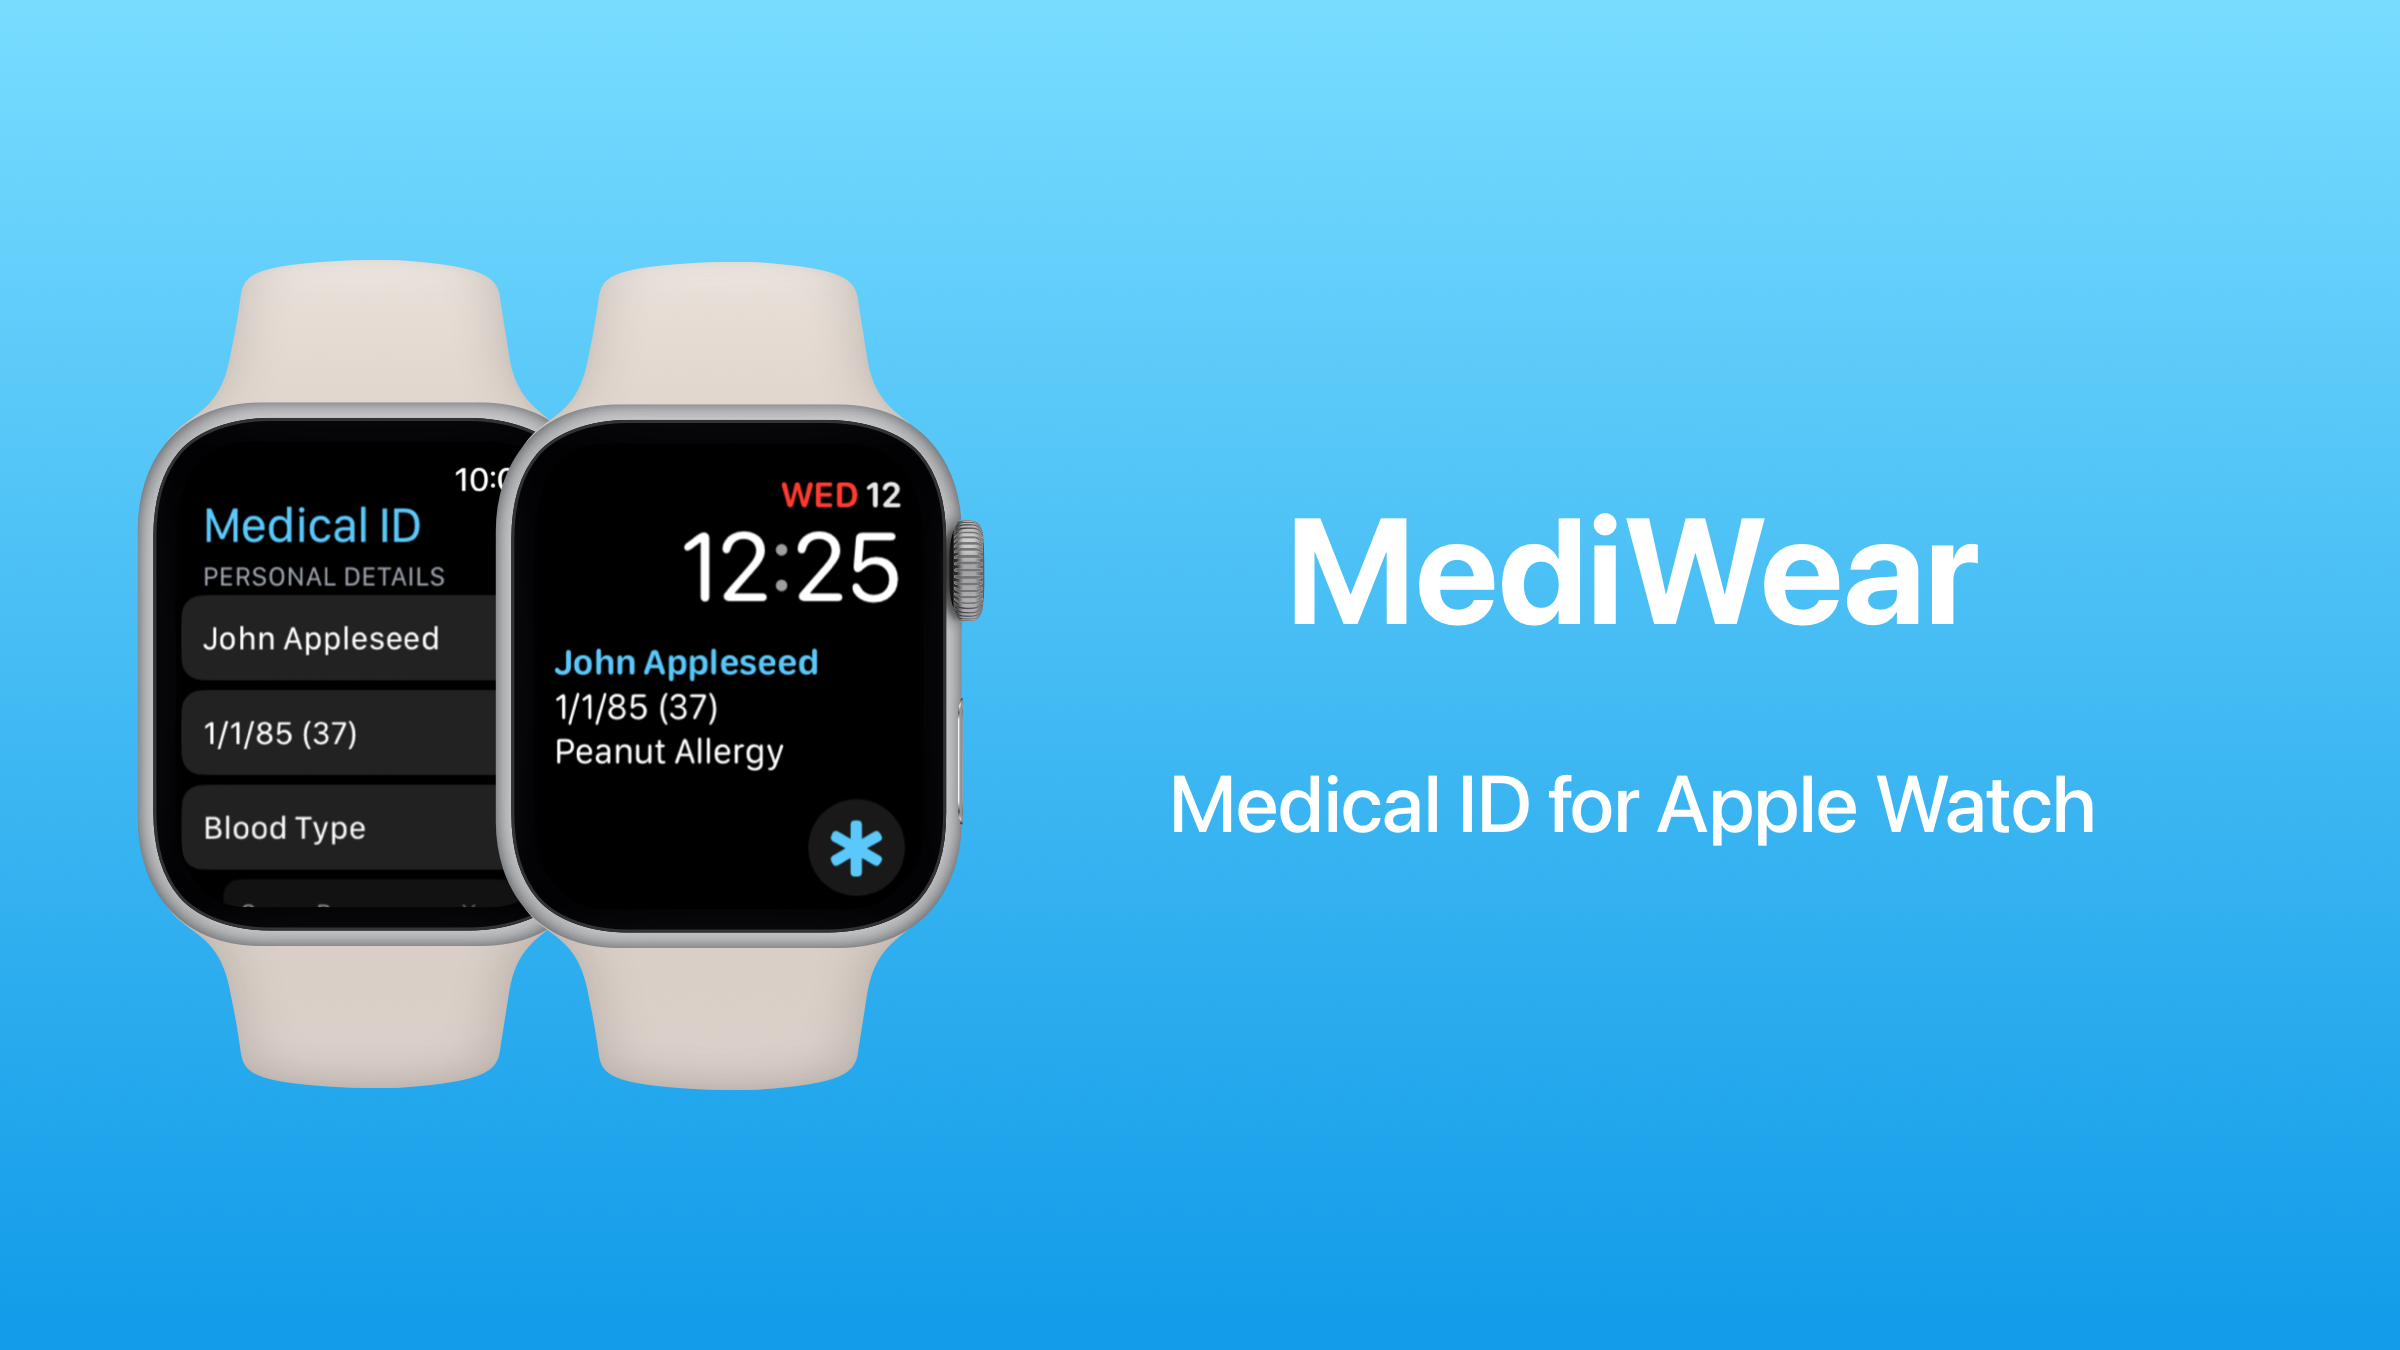 Medical ID
PERSONAL DETAILS
John Appleseed
1/1/85 (37)
Blood Type
WED 12
12:25
John Appleseed
1/1/85 (37)
Peanut Allergy
MediWear
Medical ID for Apple Watch